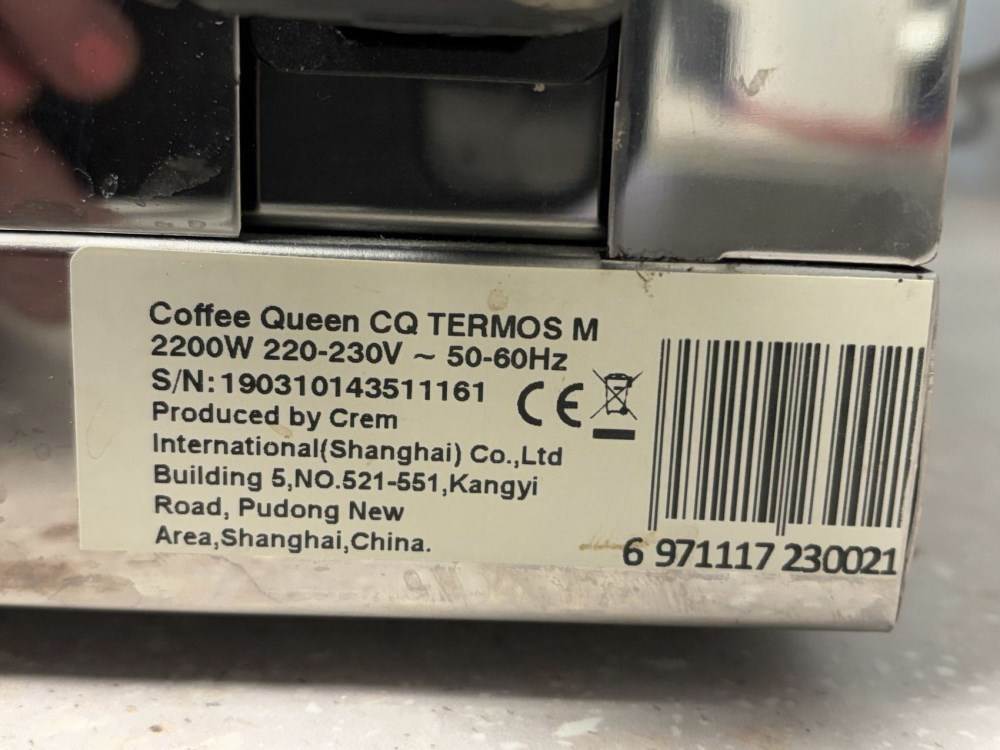 Coffee Queen CQ TERMOS M
2200W 220-230V ~ 50-60Hz
S/N:190310143511161
CE
Produced by Crem
International(Shanghai) Co.,Ltd
Building 5,NO.521-551,Kangyi
Road, Pudong New
Area,Shanghai,China.
6 971117 230021